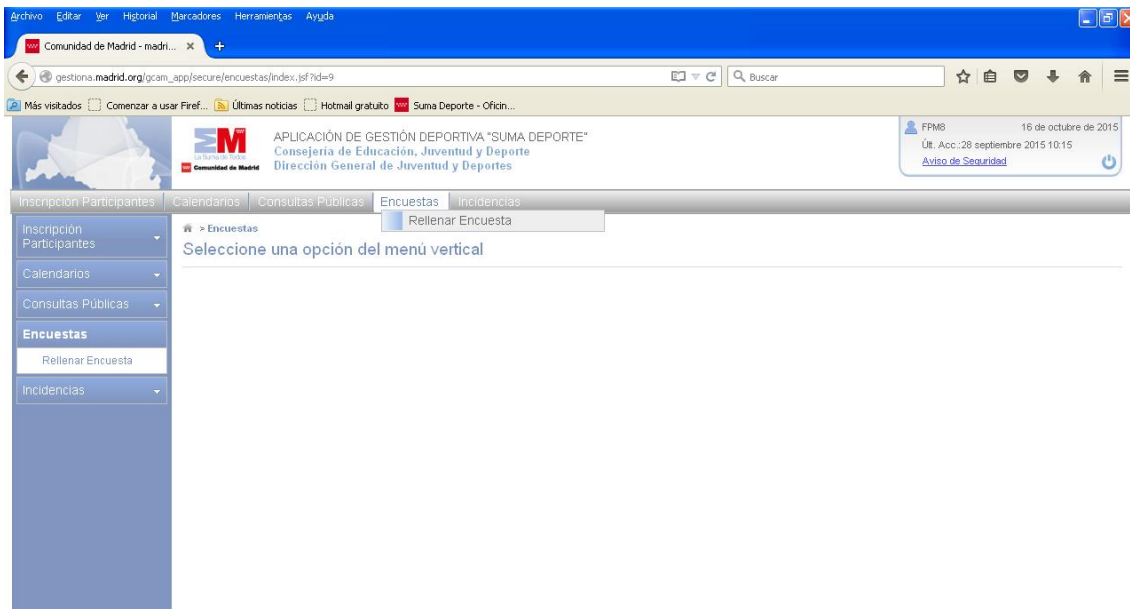 Archivo Editar Ver Historial Marcadores Herramientas Ayuda
Comunidad de Madrid - madri... × +
gestiona.madrid.org/gcam_app/secure/encuestas/index.jsf?id=9
Buscar
Más visitados Comenzar a usar Firef... Últimas noticias Hotmail gratuito Suma Deporte - Oficin...
La Suma de Todos
Comunidad de Madrid
APLICACIÓN DE GESTIÓN DEPORTIVA "SUMA DEPORTE"
Consejería de Educación, Juventud y Deporte
Dirección General de Juventud y Deportes
FPM8 16 de octubre de 2015
Últ. Acc.:28 septiembre 2015 10:15
Aviso de Seguridad
Inscripción Participantes Calendarios Consultas Públicas Encuestas Incidencias
Rellenar Encuesta
Inscripción
Participantes
Calendarios
Consultas Públicas
Encuestas
Rellenar Encuesta
Incidencias
> Encuestas
Seleccione una opción del menú vertical